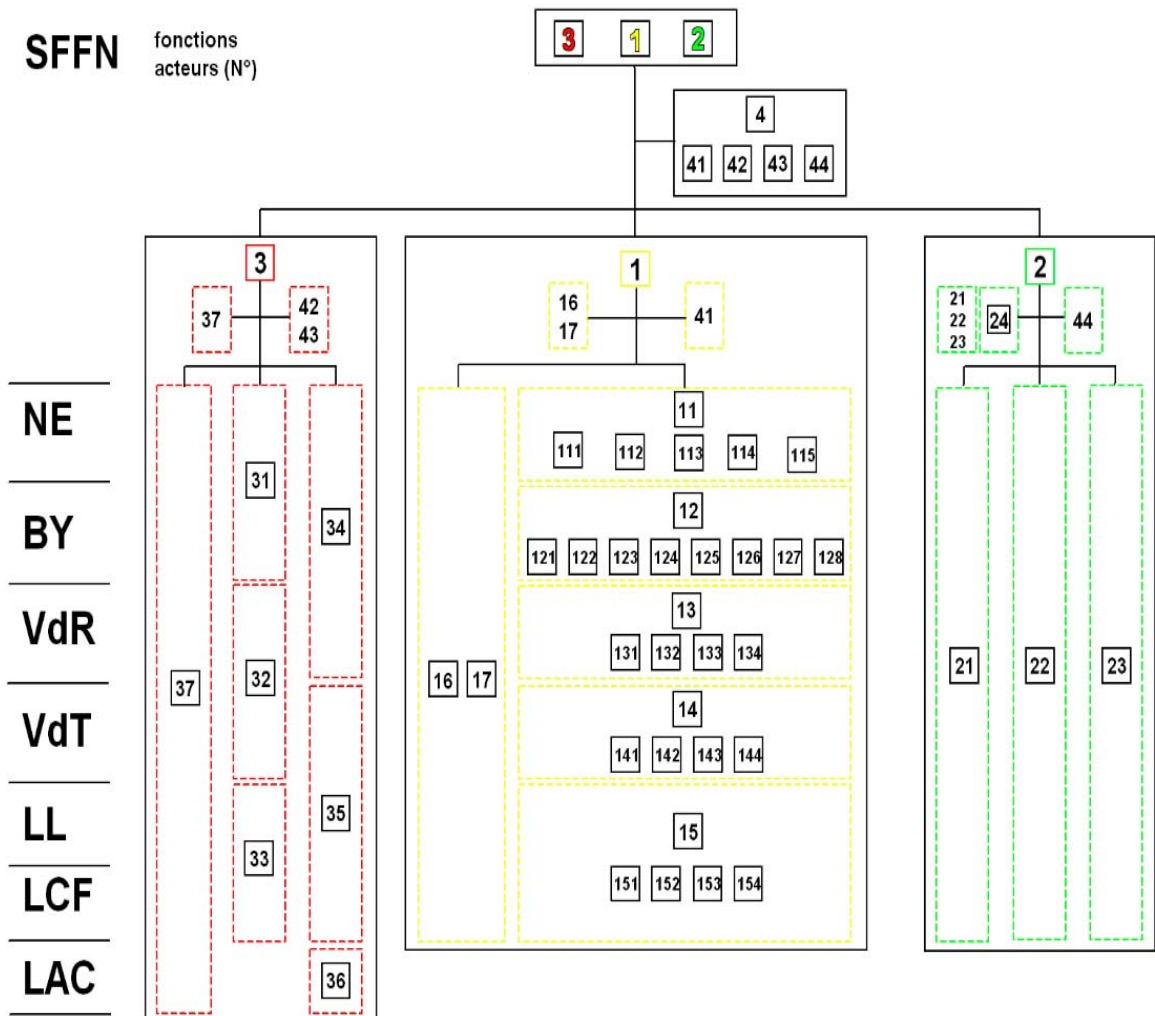 SFFN
fonctions
acteurs (N°)
3 1 2
4
41 42 43 44
3
37
42
43
1
16
17
41
2
21
22
23
24
44
NE
11
111 112 113 114 115
31
BY
12
121 122 123 124 125 126 127 128
34
VdR
13
131 132 133 134
37
32
16 17
21 22 23
VdT
14
141 142 143 144
LL
35
15
33
LCF
151 152 153 154
LAC
36